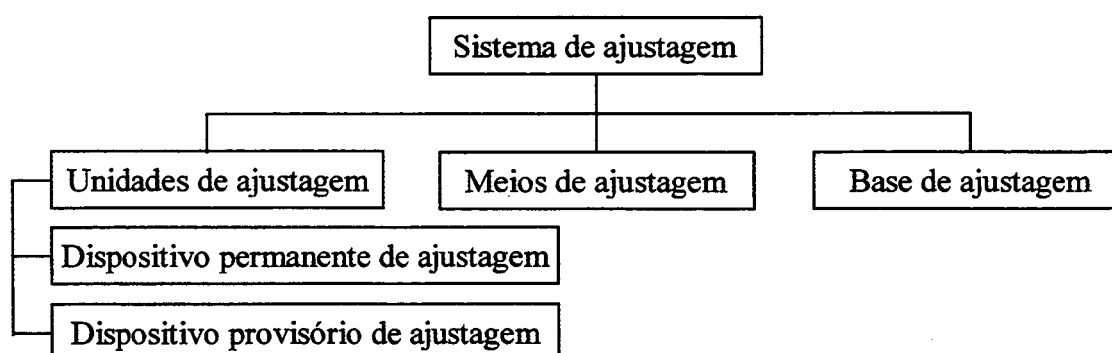 Sistema de ajustagem
Unidades de ajustagem
Meios de ajustagem
Base de ajustagem
Dispositivo permanente de ajustagem
Dispositivo provisório de ajustagem